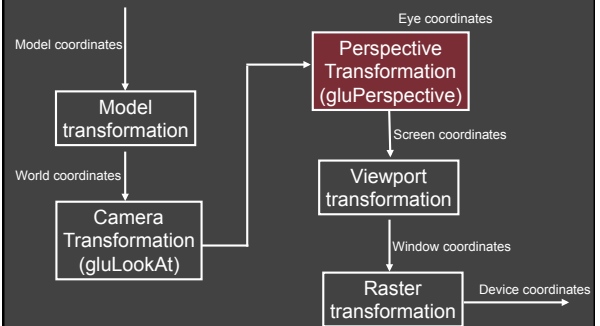 Model coordinates
Model
transformation
World coordinates
Camera
Transformation
(gluLookAt)
Eye coordinates
Perspective
Transformation
(gluPerspective)
Screen coordinates
Viewport
transformation
Window coordinates
Raster
transformation
Device coordinates